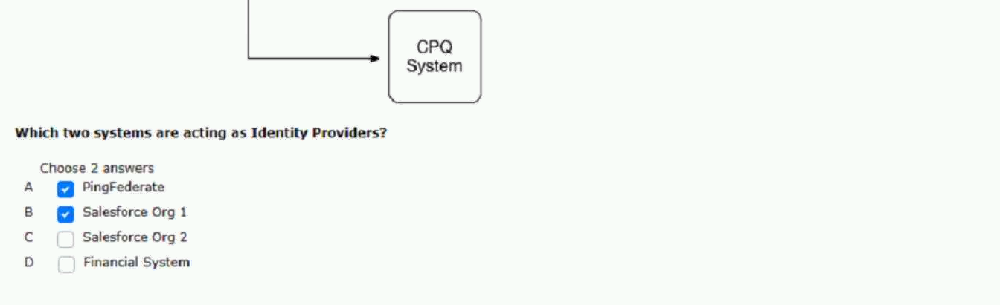 CPQ
System
Which two systems are acting as Identity Providers?
Choose 2 answers
A PingFederate
B Salesforce Org 1
C Salesforce Org 2
D Financial System